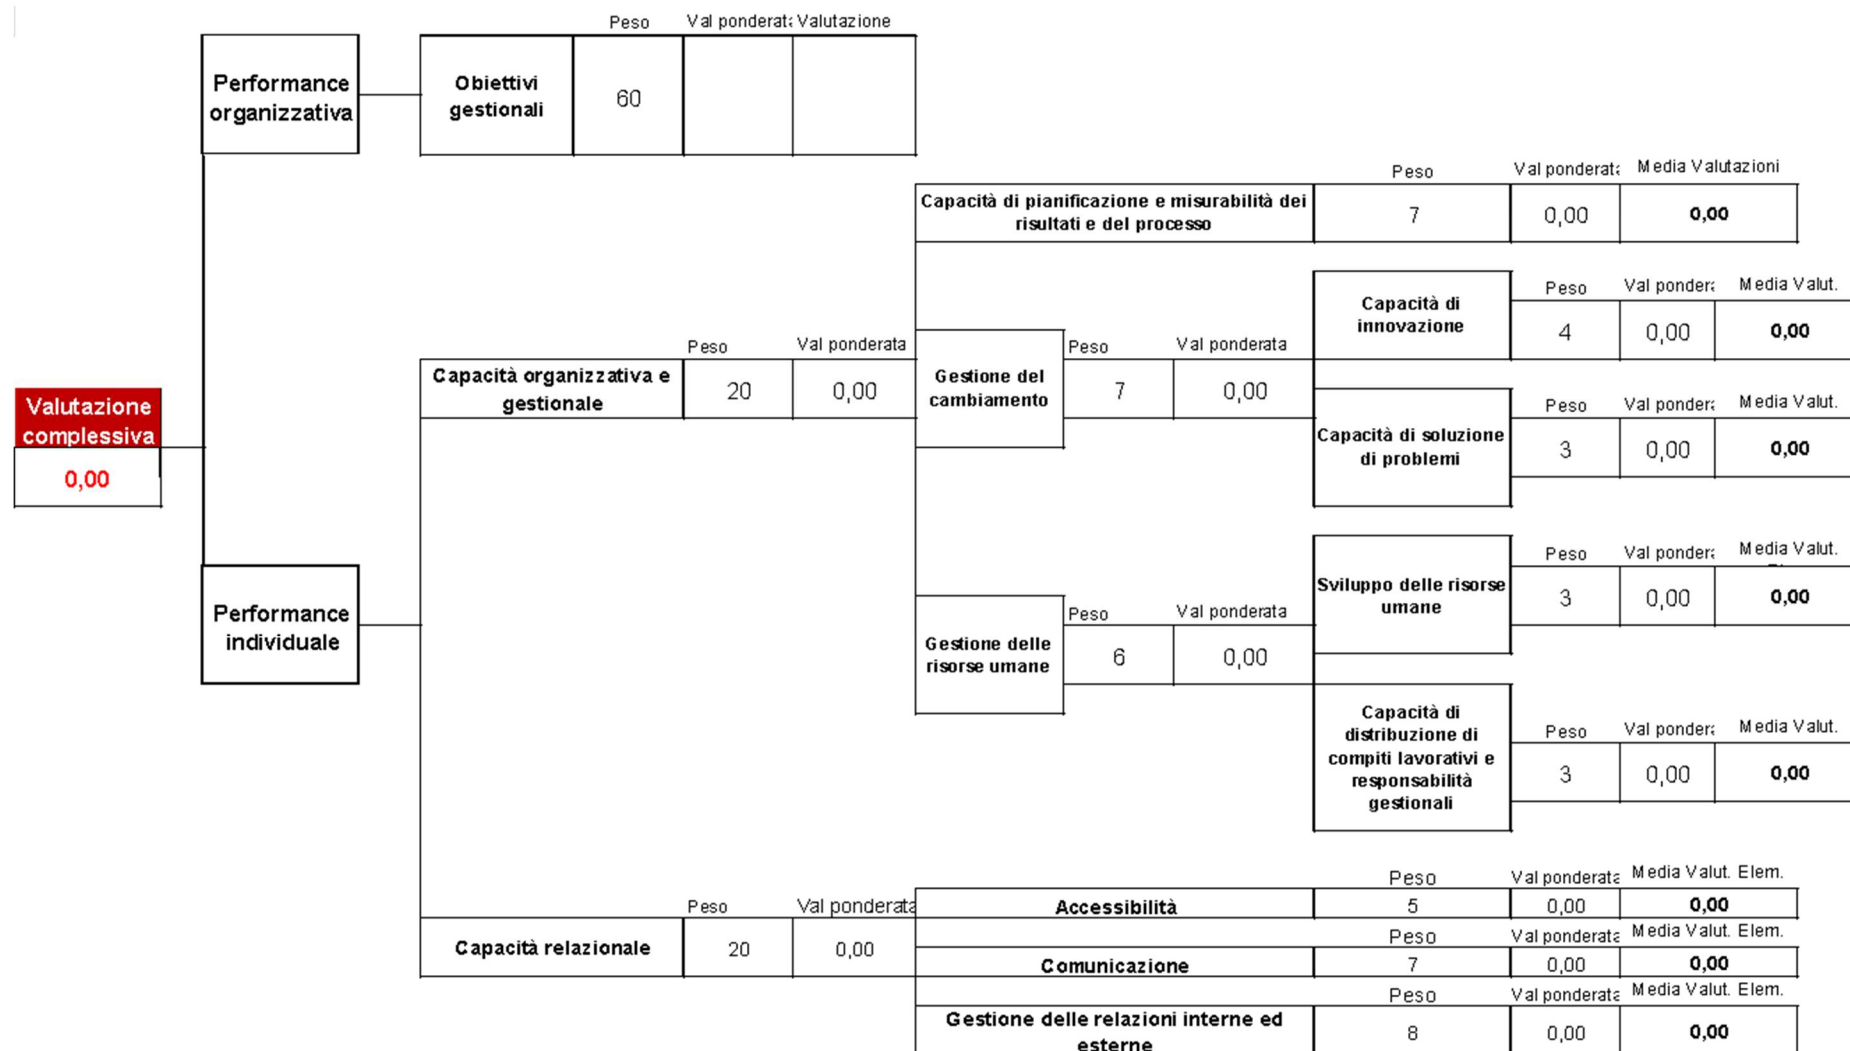 Peso Val ponderata Valutazione
Performance
organizzativa
Obiettivi
gestionali
60
Peso Val ponderata Media Valutazioni
Capacità di pianificazione e misurabilità dei
risultati e del processo
7 0,00 0,00
Capacità di
innovazione
Peso Val pondera Media Valut.
4 0,00 0,00
Peso Val ponderata
Capacità organizzativa e
gestionale
20 0,00
Gestione del
cambiamento
Peso Val ponderata
7 0,00
Capacità di soluzione
di problemi
Peso Val pondera Media Valut.
3 0,00 0,00
Valutazione
complessiva
0,00
Performance
individuale
Sviluppo delle risorse
umane
Peso Val pondera Media Valut.
3 0,00 0,00
Gestione delle
risorse umane
Peso Val ponderata
6 0,00
Capacità di
distribuzione di
compiti lavorativi e
responsabilità
gestionali
Peso Val pondera Media Valut.
3 0,00 0,00
Peso Val ponderata
Capacità relazionale
20 0,00
Peso Val ponderata Media Valut. Elem.
Accessibilità 5 0,00 0,00
Peso Val ponderata Media Valut. Elem.
Comunicazione 7 0,00 0,00
Peso Val ponderata Media Valut. Elem.
Gestione delle relazioni interne ed
esterne
8 0,00 0,00